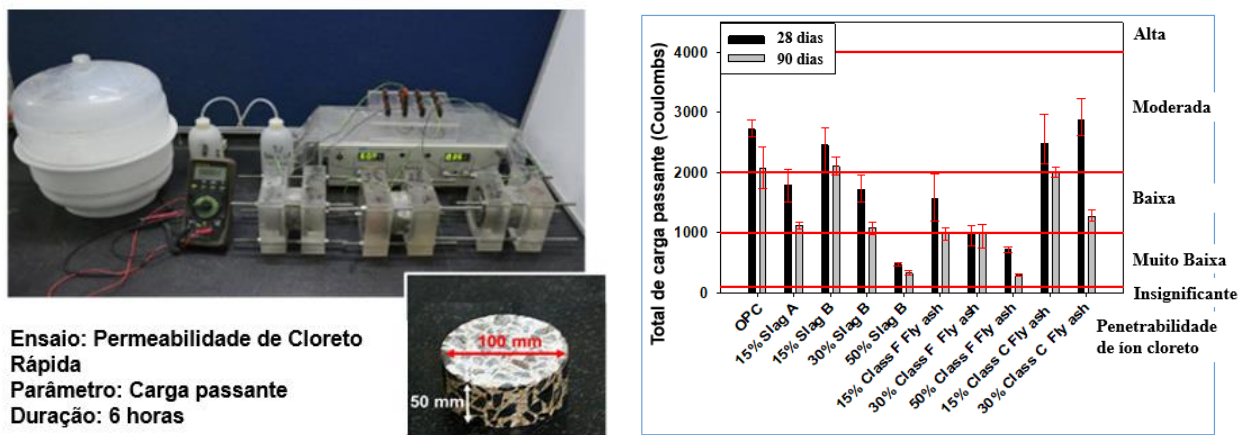 100 mm
50 mm
Ensaio: Permeabilidade de Cloreto
Rápida
Parâmetro: Carga passante
Duração: 6 horas
Total de carga passante (Coulombs)
28 dias
90 dias
4000
3000
2000
1000
0
OPC
15% Slag A
15% Slag B
30% Slag B
50% Slag B
15% Class F Fly ash
30% Class F Fly ash
50% Class F Fly ash
15% Class C Fly ash
30% Class C Fly ash
Alta
Moderada
Baixa
Muito Baixa
Insignificante
Penetrabilidade
de íon cloreto